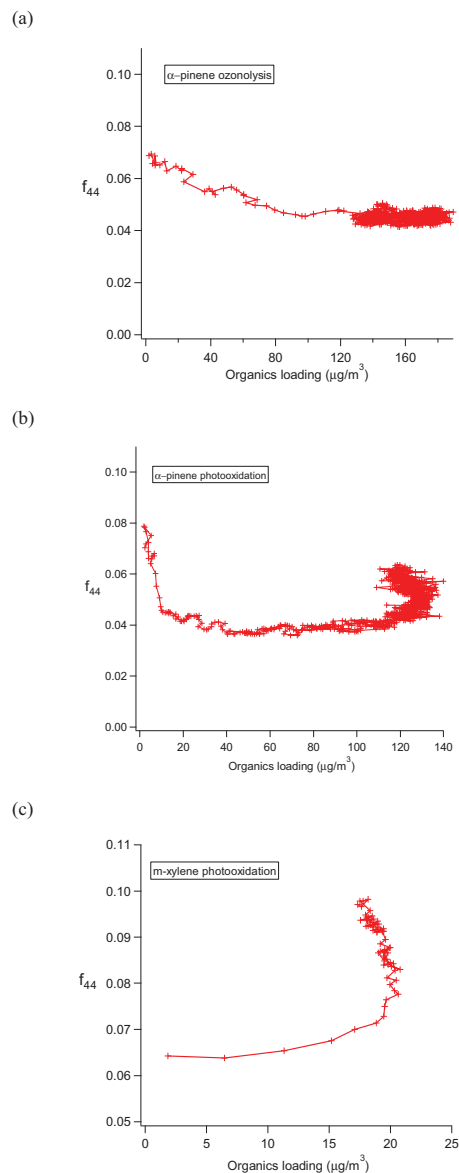 (a)
0.10
α–pinene ozonolysis
0.08
f44
0.06
0.04
0.02
0.00
0 40 80 120 160
Organics loading (μg/m³)
(b)
0.10
α–pinene photooxidation
0.08
f44
0.06
0.04
0.02
0.00
0 20 40 60 80 100 120 140
Organics loading (μg/m³)
(c)
0.11
m-xylene photooxidation
0.10
0.09
f44
0.08
0.07
0.06
0.05
0 5 10 15 20 25
Organics loading (μg/m³)